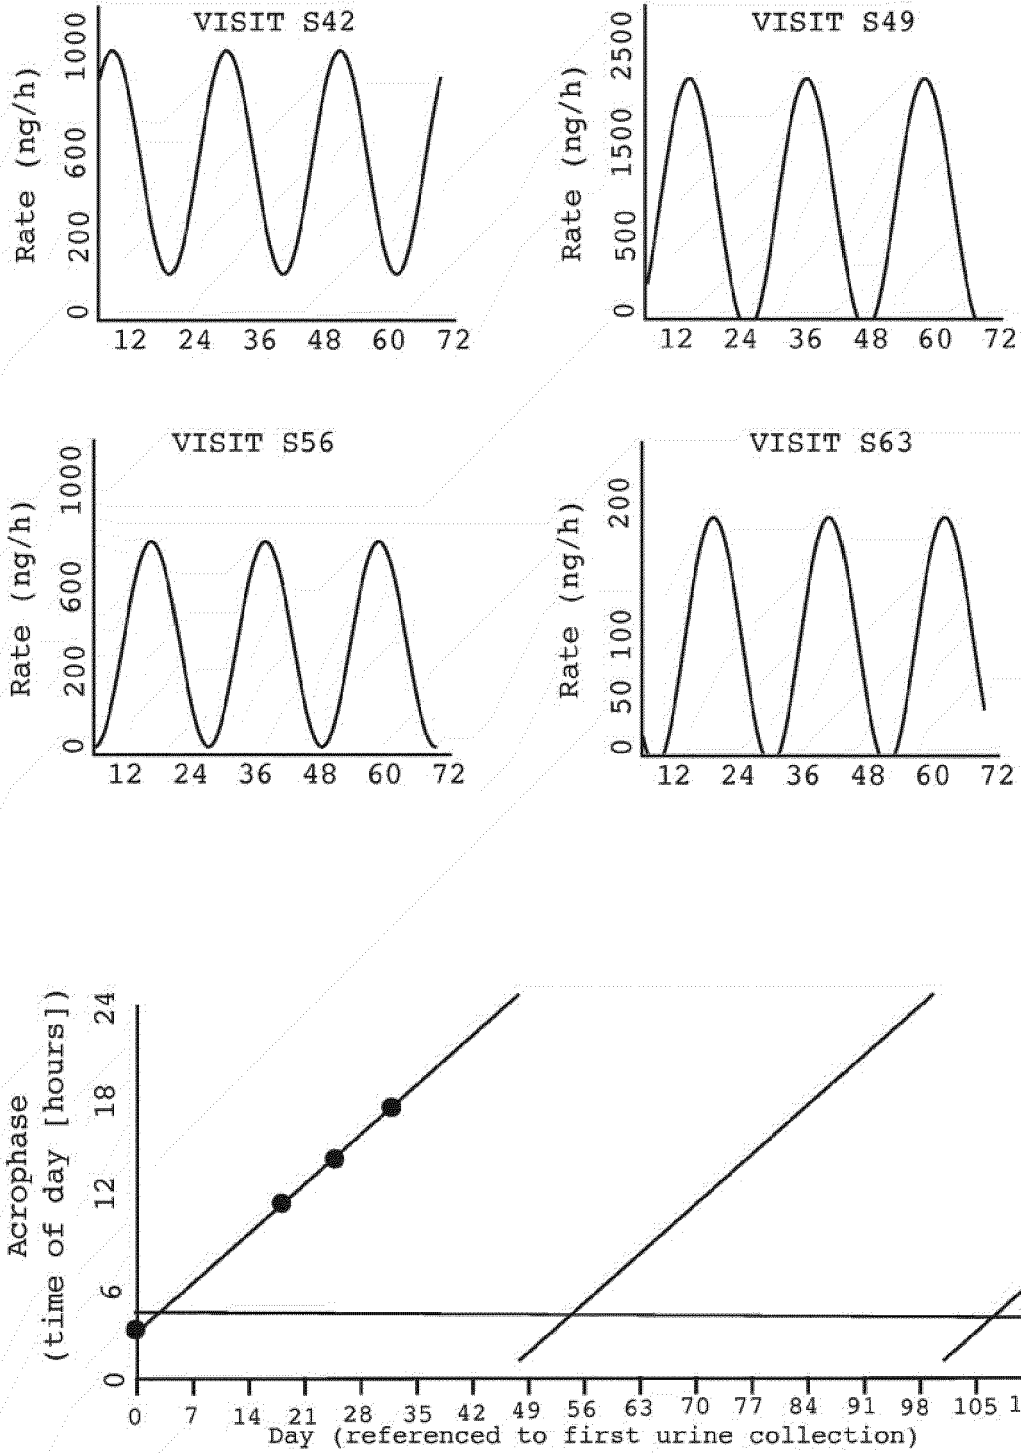 VISIT S42
Rate (ng/h)
1000
600
200
0
12 24 36 48 60 72
VISIT S49
Rate (ng/h)
2500
1500
500
0
12 24 36 48 60 72
VISIT S56
Rate (ng/h)
1000
600
200
0
12 24 36 48 60 72
VISIT S63
Rate (ng/h)
200
100
50
0
12 24 36 48 60 72
Acrophase
(time of day [hours])
24
18
12
6
0
0 7 14 21 28 35 42 49 56 63 70 77 84 91 98 105 1
Day (referenced to first urine collection)